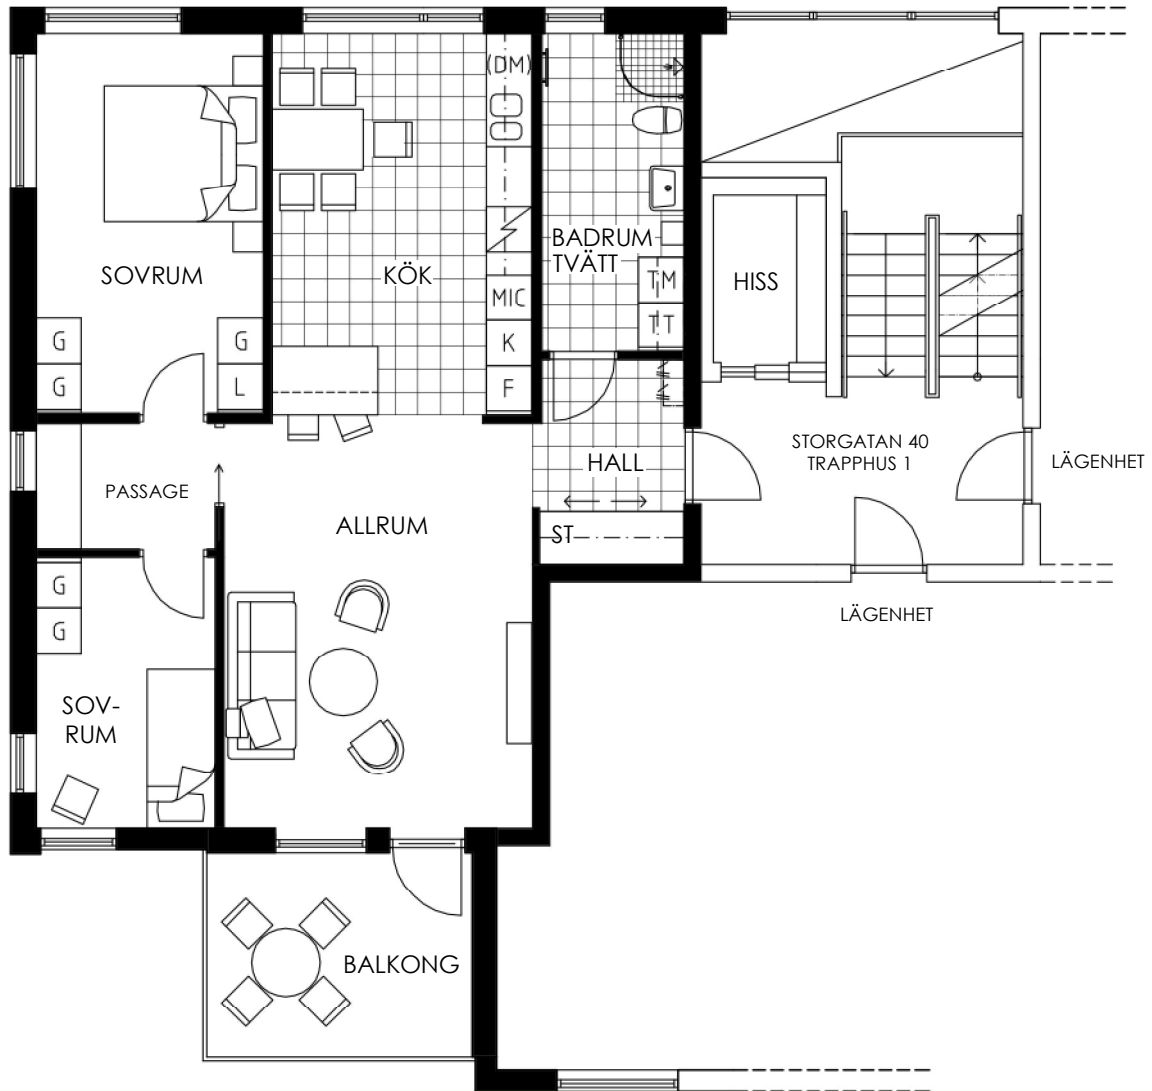 (DM)
BADRUM
TVÄTT
SOVRUM
KÖK
HISS
TM
MIC
TT
G
G
K
G
L
F
STORGATAN 40
TRAPPHUS 1
HALL
LÄGENHET
PASSAGE
ALLRUM
ST
G
G
LÄGENHET
SOV-
RUM
BALKONG